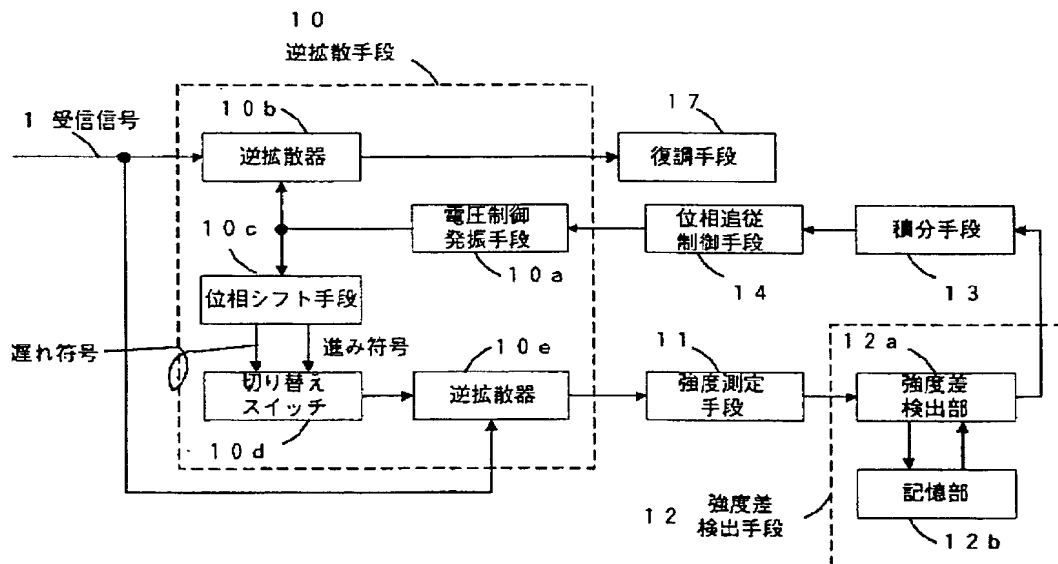 10
逆拡散手段
1 受信信号
10b
逆拡散器
17
復調手段
10c
電圧制御
発振手段
10a
位相追従
制御手段
14
積分手段
13
位相シフト手段
遅れ符号
進み符号
切り替え
スイッチ
10d
10e
逆拡散器
11
強度測定
手段
12a
強度差
検出部
記憶部
12b
12 強度差
検出手段